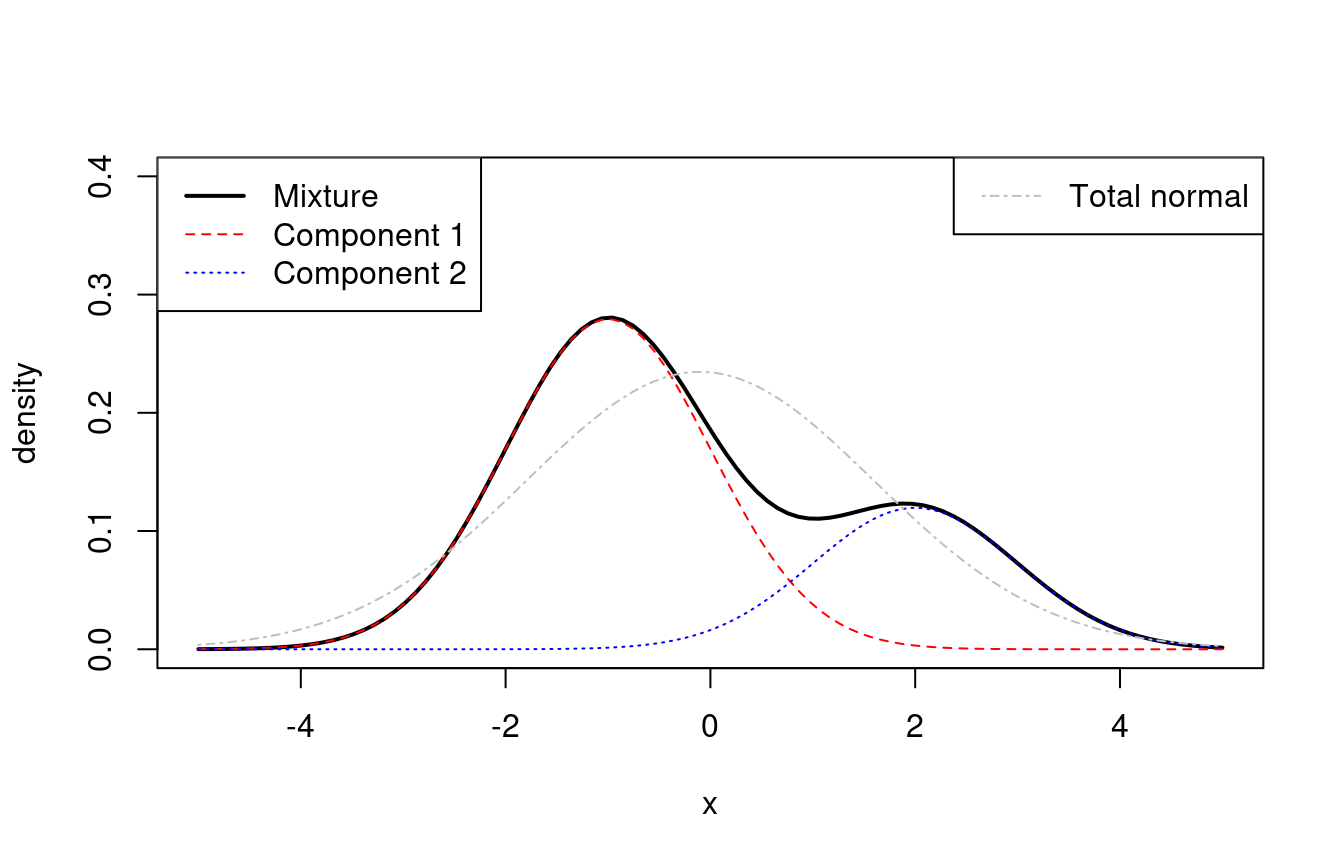 Mixture
Component 1
Component 2
Total normal
density
0.4
0.3
0.2
0.1
0.0
-4 -2 0 2 4
x